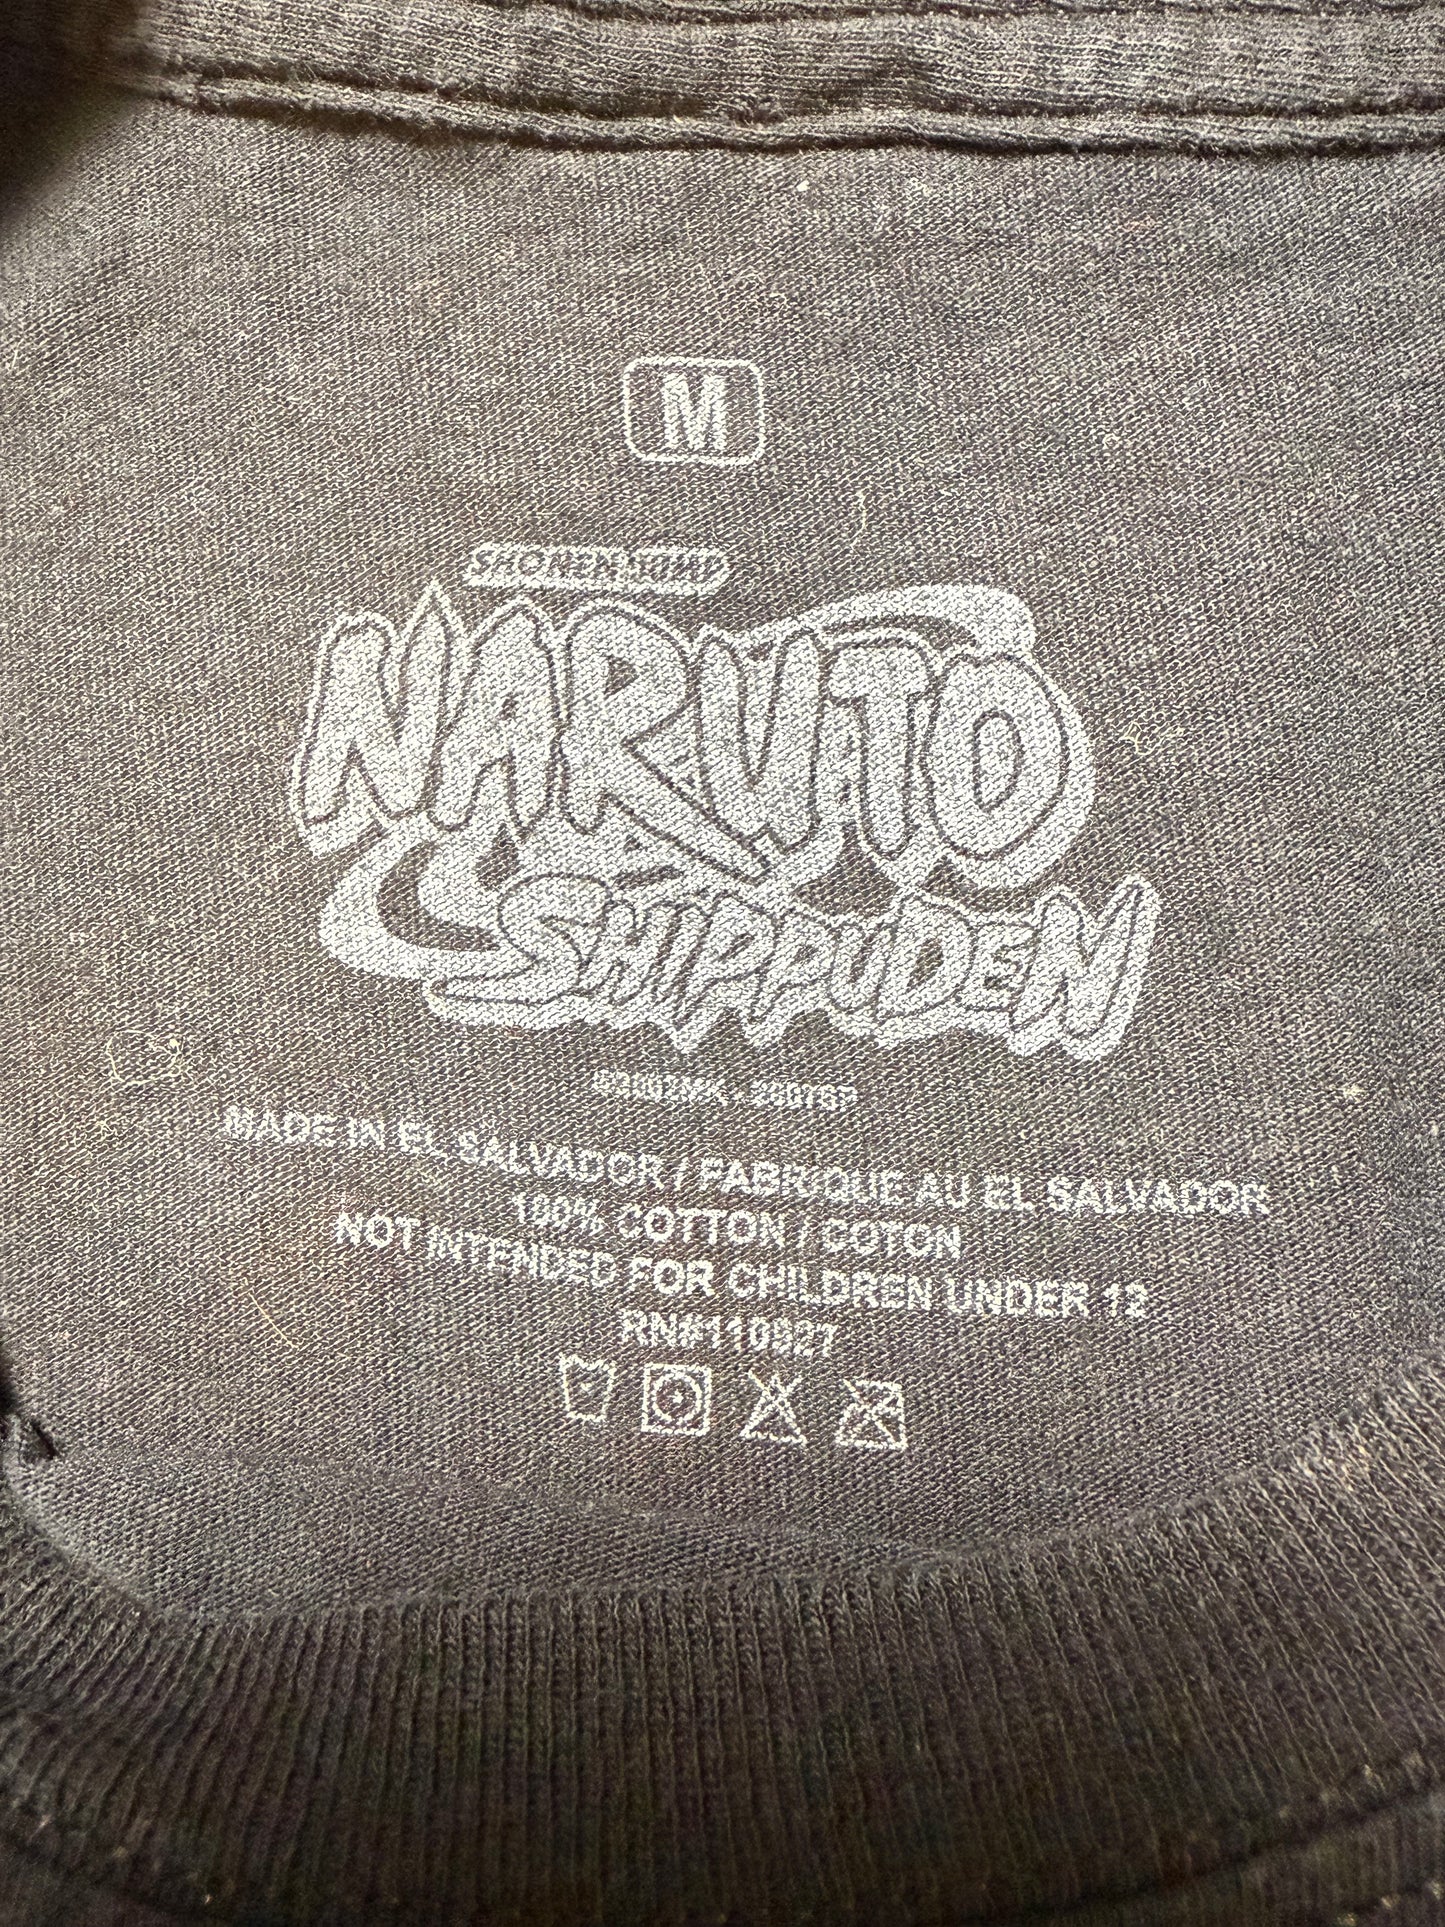 M
SHONEN JUMP
NARUTO
SHIPPUDEN
MADE IN EL SALVADOR / FABRIQUE AU EL SALVADOR
100% COTTON / COTON
NOT INTENDED FOR CHILDREN UNDER 12
RN#110827